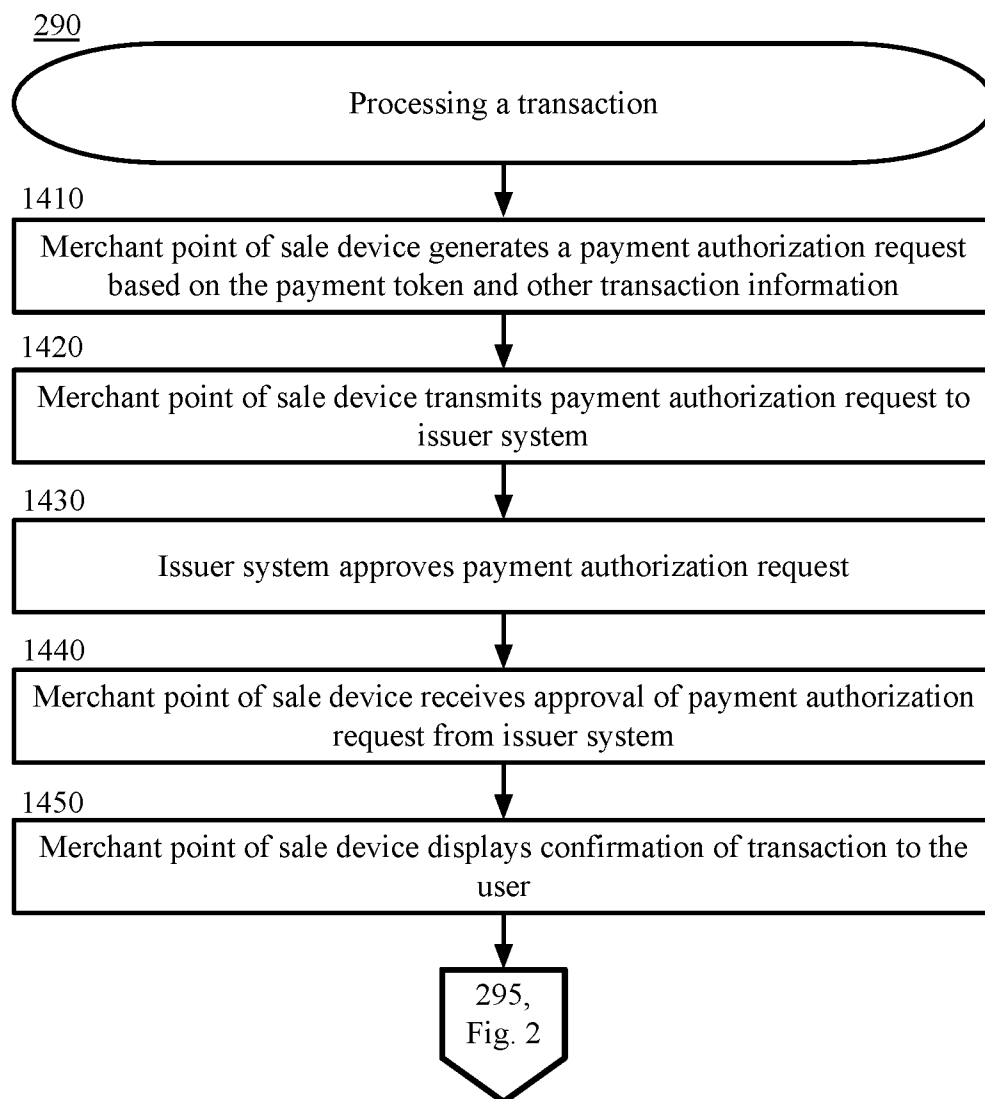 290
Processing a transaction
1410
Merchant point of sale device generates a payment authorization request
based on the payment token and other transaction information
1420
Merchant point of sale device transmits payment authorization request to
issuer system
1430
Issuer system approves payment authorization request
1440
Merchant point of sale device receives approval of payment authorization
request from issuer system
1450
Merchant point of sale device displays confirmation of transaction to the
user
295,
Fig. 2